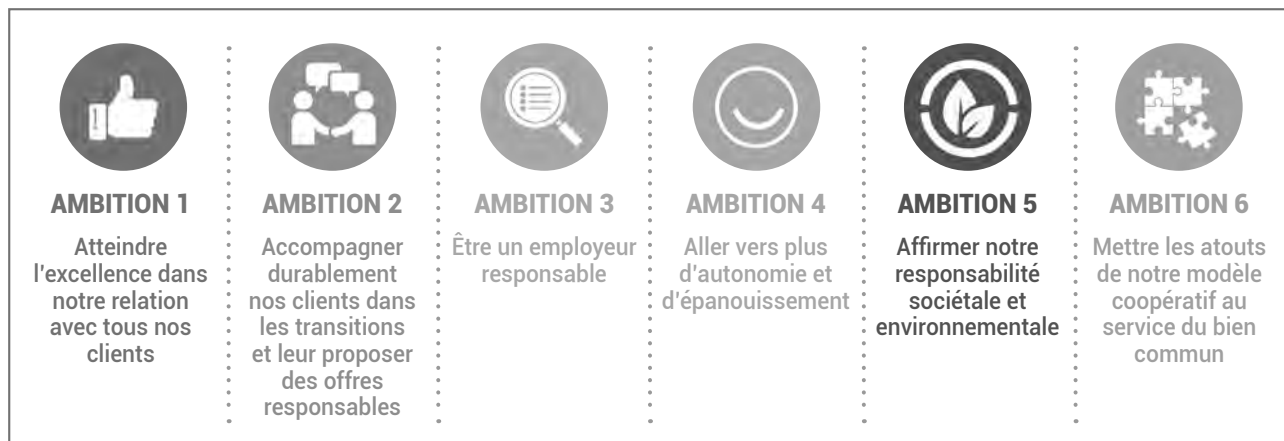 AMBITION 1
Atteindre
l'excellence dans
notre relation
avec tous nos
clients
AMBITION 2
Accompagner
durablement
nos clients dans
les transitions
et leur proposer
des offres
responsables
AMBITION 3
Être un employeur
responsable
AMBITION 4
Aller vers plus
d'autonomie et
d'épanouissement
AMBITION 5
Affirmer notre
responsabilité
sociétale et
environnementale
AMBITION 6
Mettre les atouts
de notre modèle
coopératif au
service du bien
commun